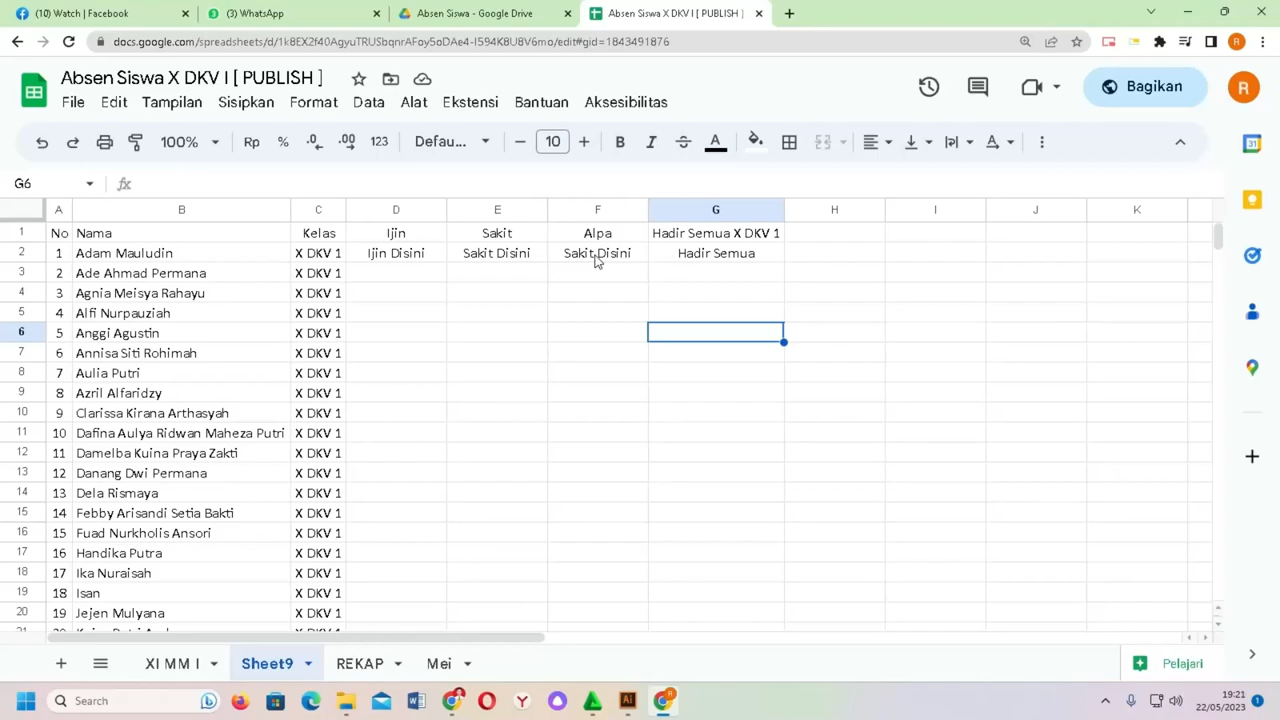 (10) Watch | Facebook
(3) WhatsApp
Absen Siswa - Google Drive
Absen Siswa X DKV I [ PUBLISH ]
docs.google.com/spreadsheets/d/1k8EX2f40AgyuTRUSbqnrAFoy5oDAe4-I594K8U8V6mo/edit#gid=1843491876
Absen Siswa X DKV I [ PUBLISH ]
File Edit Tampilan Sisipkan Format Data Alat Ekstensi Bantuan Aksesibilitas
Bagikan
R
100% Rp % .0 .00 123 Defau... 10 B I S A
G6
fx
A B C D E F G H I J K
1 No Nama Kelas Ijin Sakit Alpa Hadir Semua X DKV 1
2 1 Adam Mauludin X DKV 1 Ijin Disini Sakit Disini Sakit Disini Hadir Semua
3 2 Ade Ahmad Permana X DKV 1
4 3 Agnia Meisya Rahayu X DKV 1
5 4 Alfi Nurpauziah X DKV 1
6 5 Anggi Agustin X DKV 1
7 6 Annisa Siti Rohimah X DKV 1
8 7 Aulia Putri X DKV 1
9 8 Azril Alfaridzy X DKV 1
10 9 Clarissa Kirana Arthasyah X DKV 1
11 10 Dafina Aulya Ridwan Maheza Putri X DKV 1
12 11 Damelba Kuina Praya Zakti X DKV 1
13 12 Danang Dwi Permana X DKV 1
14 13 Dela Rismaya X DKV 1
15 14 Febby Arisandi Setia Bakti X DKV 1
16 15 Fuad Nurkholis Ansori X DKV 1
17 16 Handika Putra X DKV 1
18 17 Ika Nuraisah X DKV 1
19 18 Isan X DKV 1
20 19 Jejen Mulyana X DKV 1
XI MM I Sheet9 REKAP Mei
Pelajari
Search
19:21
22/05/2023